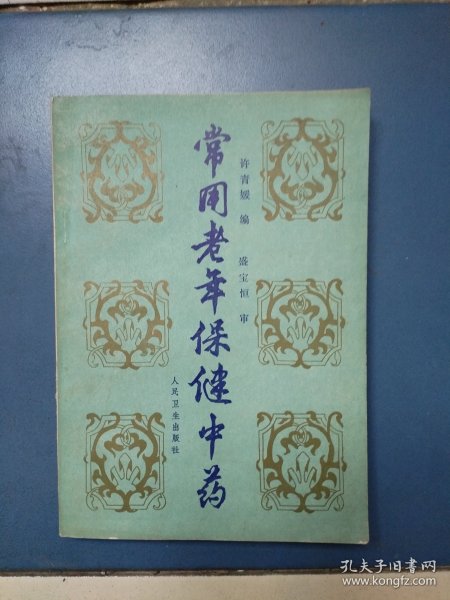 常用老年保健中药
许青媛 编 盛宝恒 审
人民卫生出版社
孔夫子旧书网
www.kongfz.com